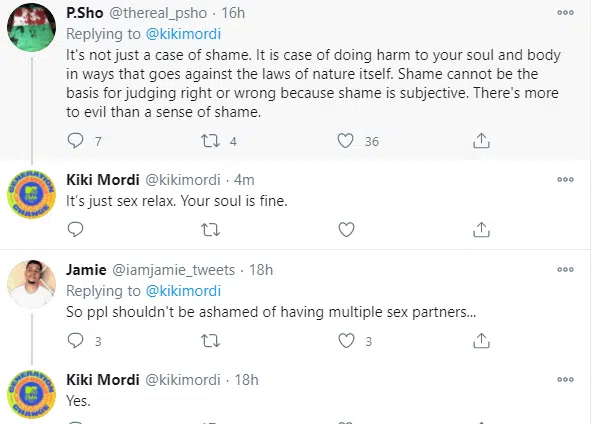 P.Sho @thereal_psho · 16h
Replying to @kikimordi
It's not just a case of shame. It is case of doing harm to your soul and body
in ways that goes against the laws of nature itself. Shame cannot be the
basis for judging right or wrong because shame is subjective. There's more
to evil than a sense of shame.
7 4 36
Kiki Mordi @kikimordi · 4m
It's just sex relax. Your soul is fine.
Jamie @iamjamie_tweets · 18h
Replying to @kikimordi
So ppl shouldn't be ashamed of having multiple sex partners...
3 3
Kiki Mordi @kikimordi · 18h
Yes.